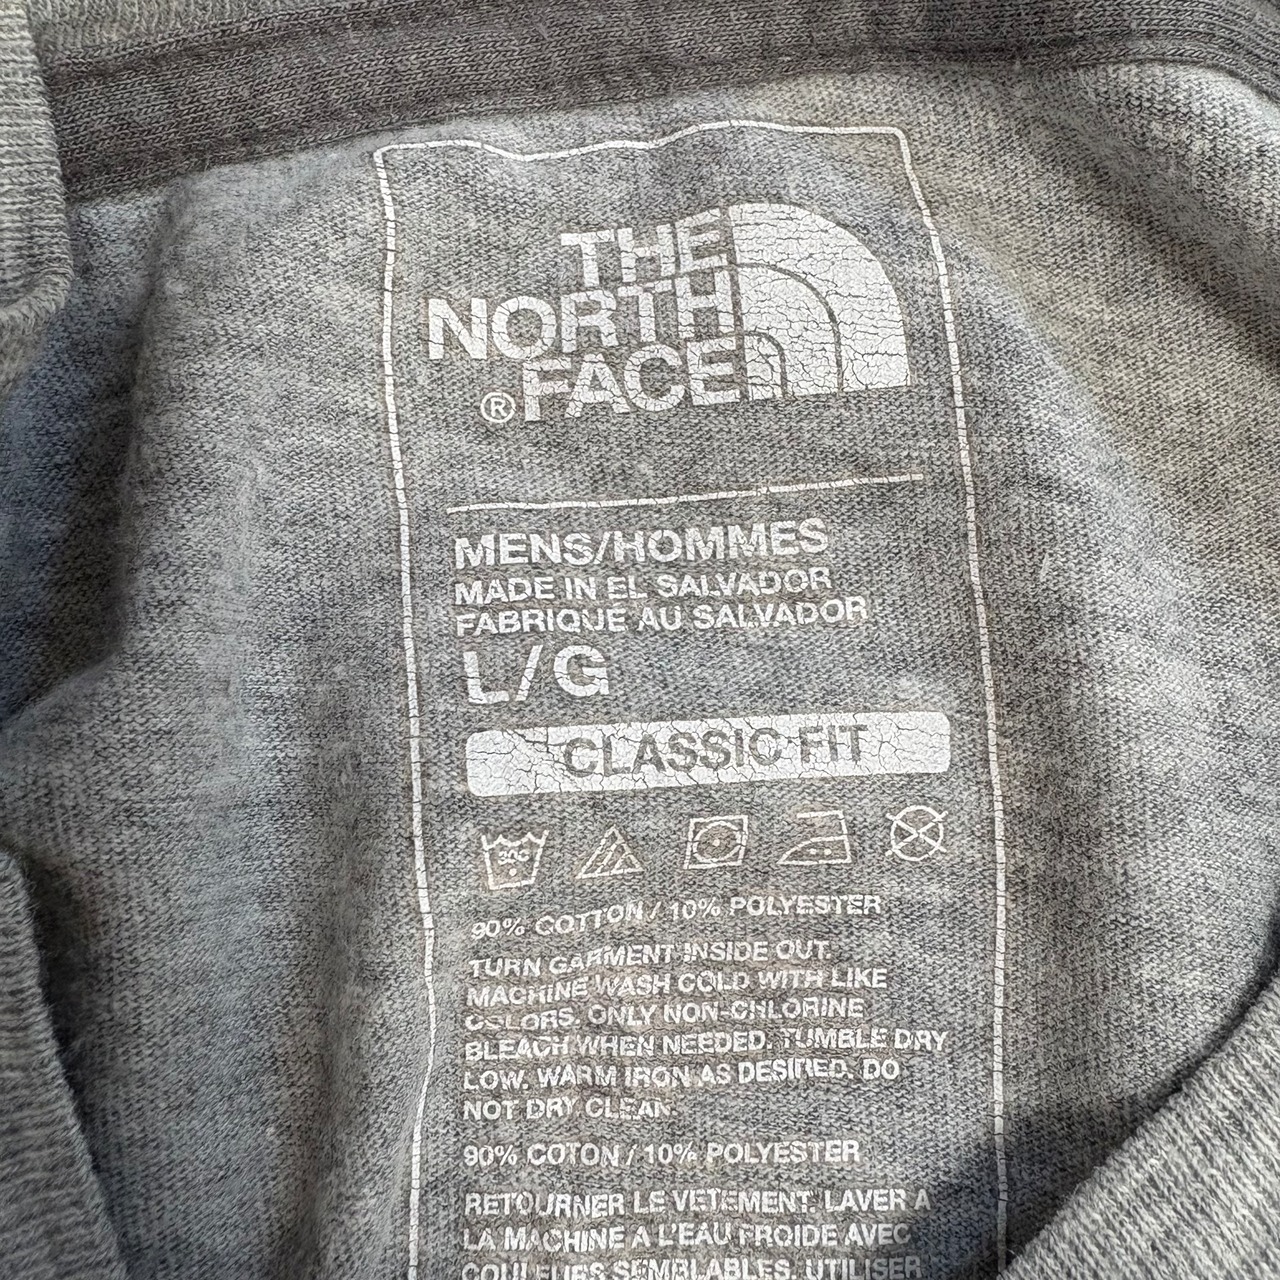 THE
NORTH
® FACE
MENS/HOMMES
MADE IN EL SALVADOR
FABRIQUE AU SALVADOR
L/G
CLASSIC FIT
30C
90% COTTON / 10% POLYESTER
TURN GARMENT INSIDE OUT.
MACHINE WASH COLD WITH LIKE
COLORS. ONLY NON-CHLORINE
BLEACH WHEN NEEDED. TUMBLE DRY
LOW. WARM IRON AS DESIRED. DO
NOT DRY CLEAN.
90% COTON / 10% POLYESTER
RETOURNER LE VETEMENT. LAVER A
LA MACHINE A L'EAU FROIDE AVEC
COULEURS SEMBLABLES. UTILISER